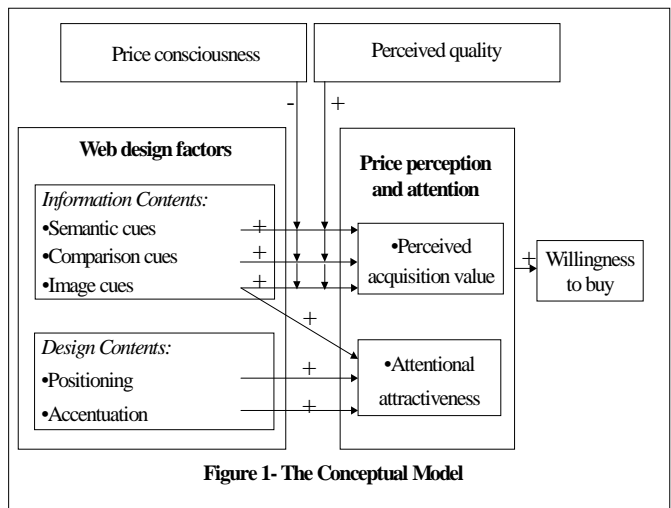 Price consciousness
Perceived quality
-
+
Web design factors
Price perception
and attention
Information Contents:
•Semantic cues
+
•Comparison cues
+
•Image cues
+
•Perceived
acquisition value
+
Willingness
to buy
+
Design Contents:
•Positioning
+
•Accentuation
+
•Attentional
attractiveness
Figure 1- The Conceptual Model